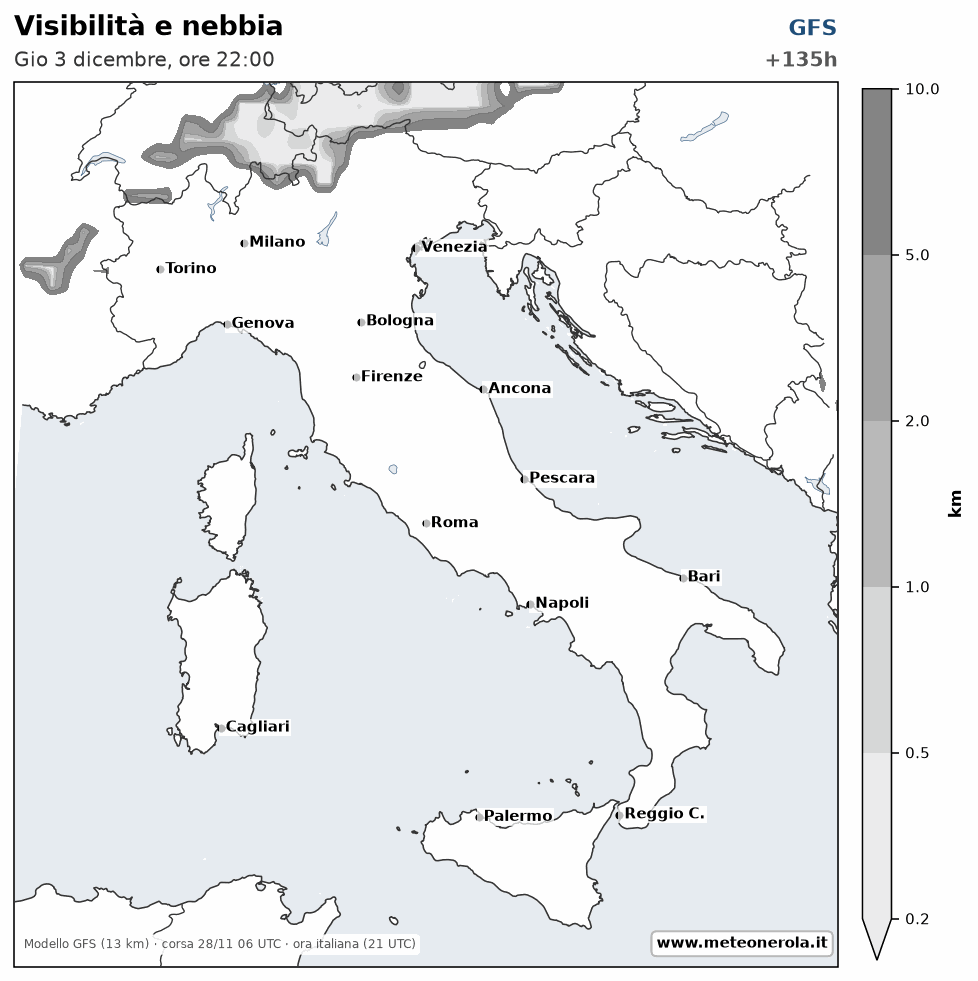 Visibilità e nebbia
GFS
Gio 3 dicembre, ore 22:00
+135h
10.0
5.0
2.0
1.0
0.5
0.2
km
Milano
Venezia
Torino
Genova
Bologna
Firenze
Ancona
Pescara
Roma
Bari
Napoli
Cagliari
Palermo
Reggio C.
Modello GFS (13 km) · corsa 28/11 06 UTC · ora italiana (21 UTC)
www.meteonerola.it